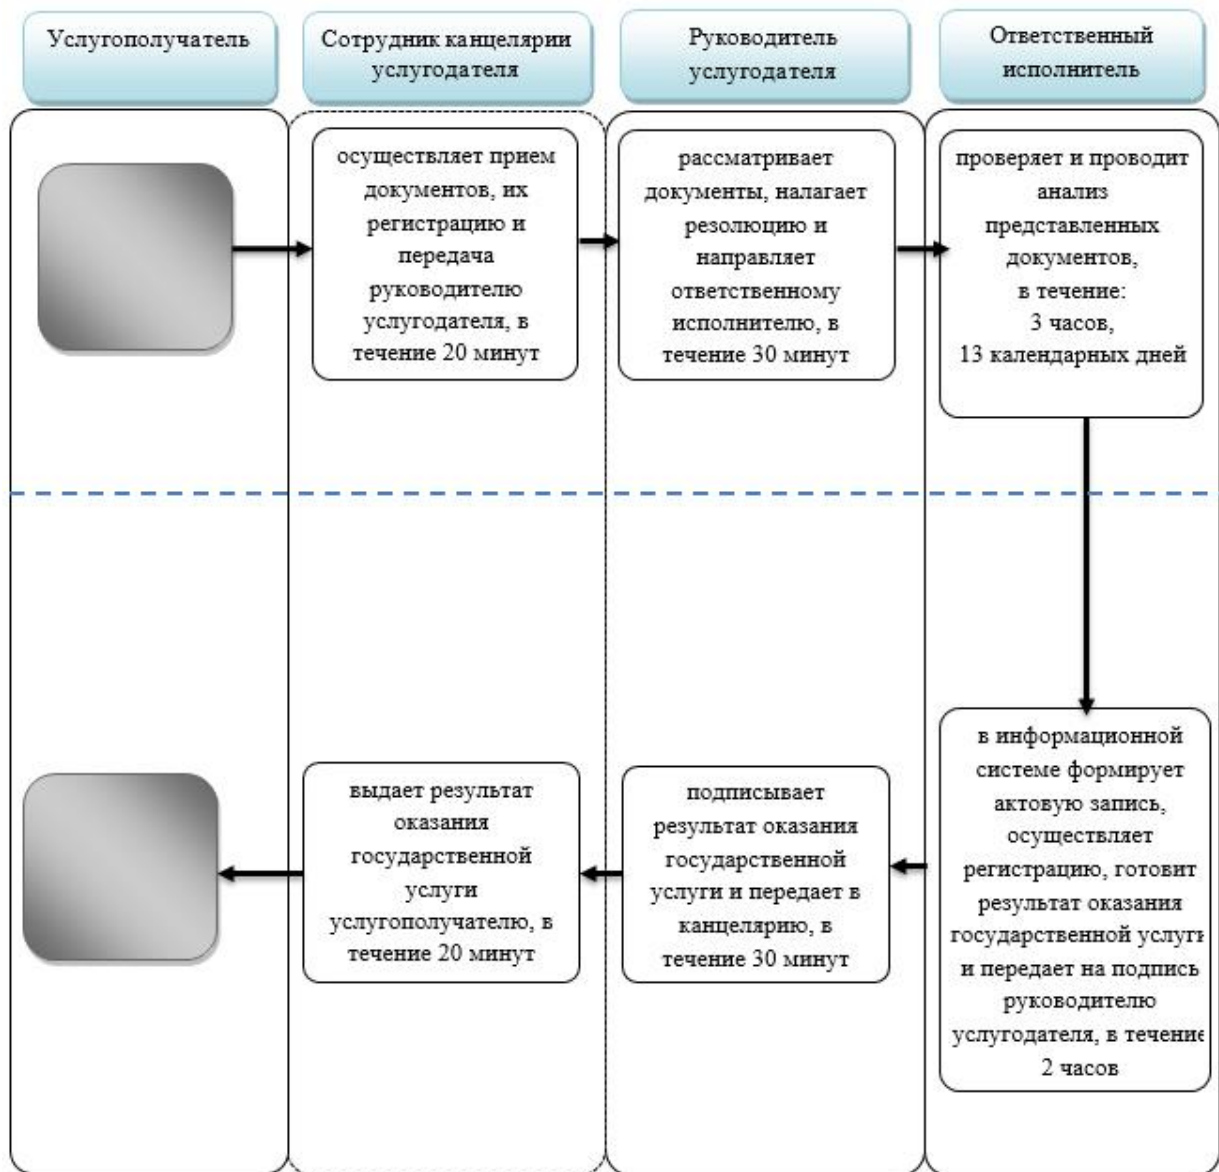 Услугополучатель
Сотрудник канцелярии
услугодателя
Руководитель
услугодателя
Ответственный
исполнитель
осуществляет прием
документов, их
регистрацию и
передача
руководителю
услугодателя, в
течение 20 минут
рассматривает
документы, налагает
резолюцию и
направляет
ответственному
исполнителю, в
течение 30 минут
проверяет и проводит
анализ
представленных
документов,
в течение:
3 часов,
13 календарных дней
в информационной
системе формирует
актовую запись,
осуществляет
регистрацию, готовит
результат оказания
государственной услуги
и передает на подпись
руководителю
услугодателя, в течение
2 часов
подписывает
результат оказания
государственной
услуги и передает в
канцелярию, в
течение 30 минут
выдает результат
оказания
государственной
услуги
услугополучателю, в
течение 20 минут